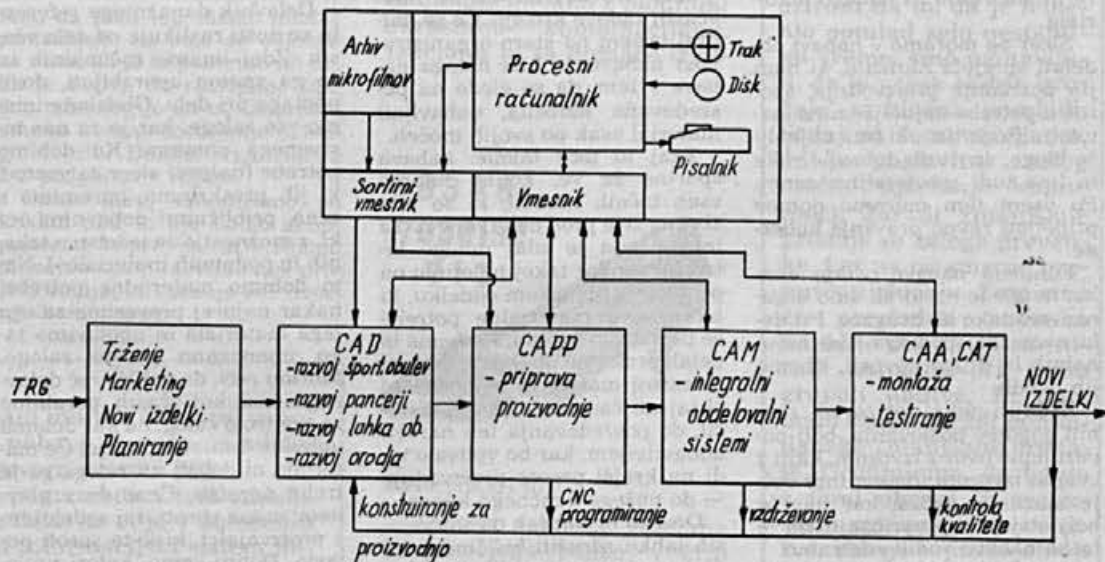 Arhiv
mikrofilmov
Procesni
računalnik
Trak
Disk
Pisalnik
Sortirni
vmesnik
Vmesnik
TRG
Trženje
Marketing
Novi izdelki
Planiranje
CAD
-razvoj šport.obutev
-razvoj pancerji
-razvoj lahka ob.
-razvoj orodja
CAPP
- priprava
proizvodnje
CAM
- integralni
obdelovalni
sistemi
CAA, CAT
-montaža
-testiranje
NOVI
IZDELKI
konstuiranje za
proizvodnjo
CNC
programiranje
vzdrževanje
kontrola
kvalitete